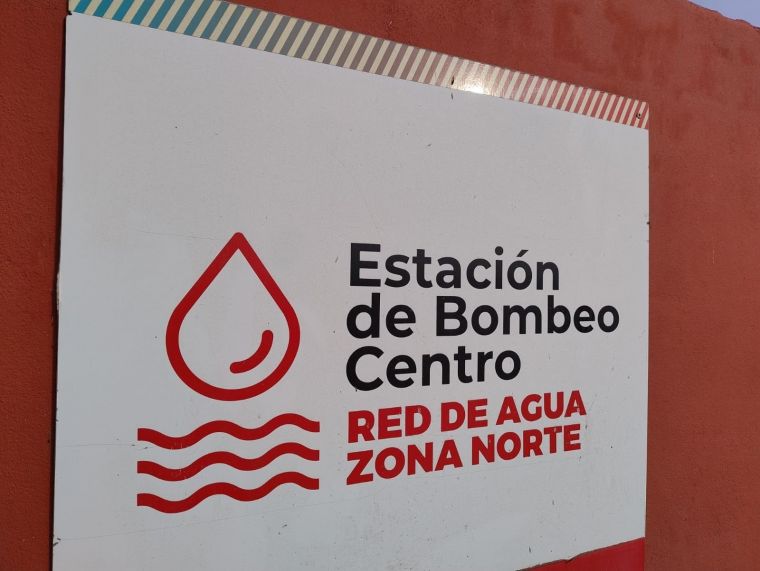 Estación
de Bombeo
Centro
RED DE AGUA
ZONA NORTE